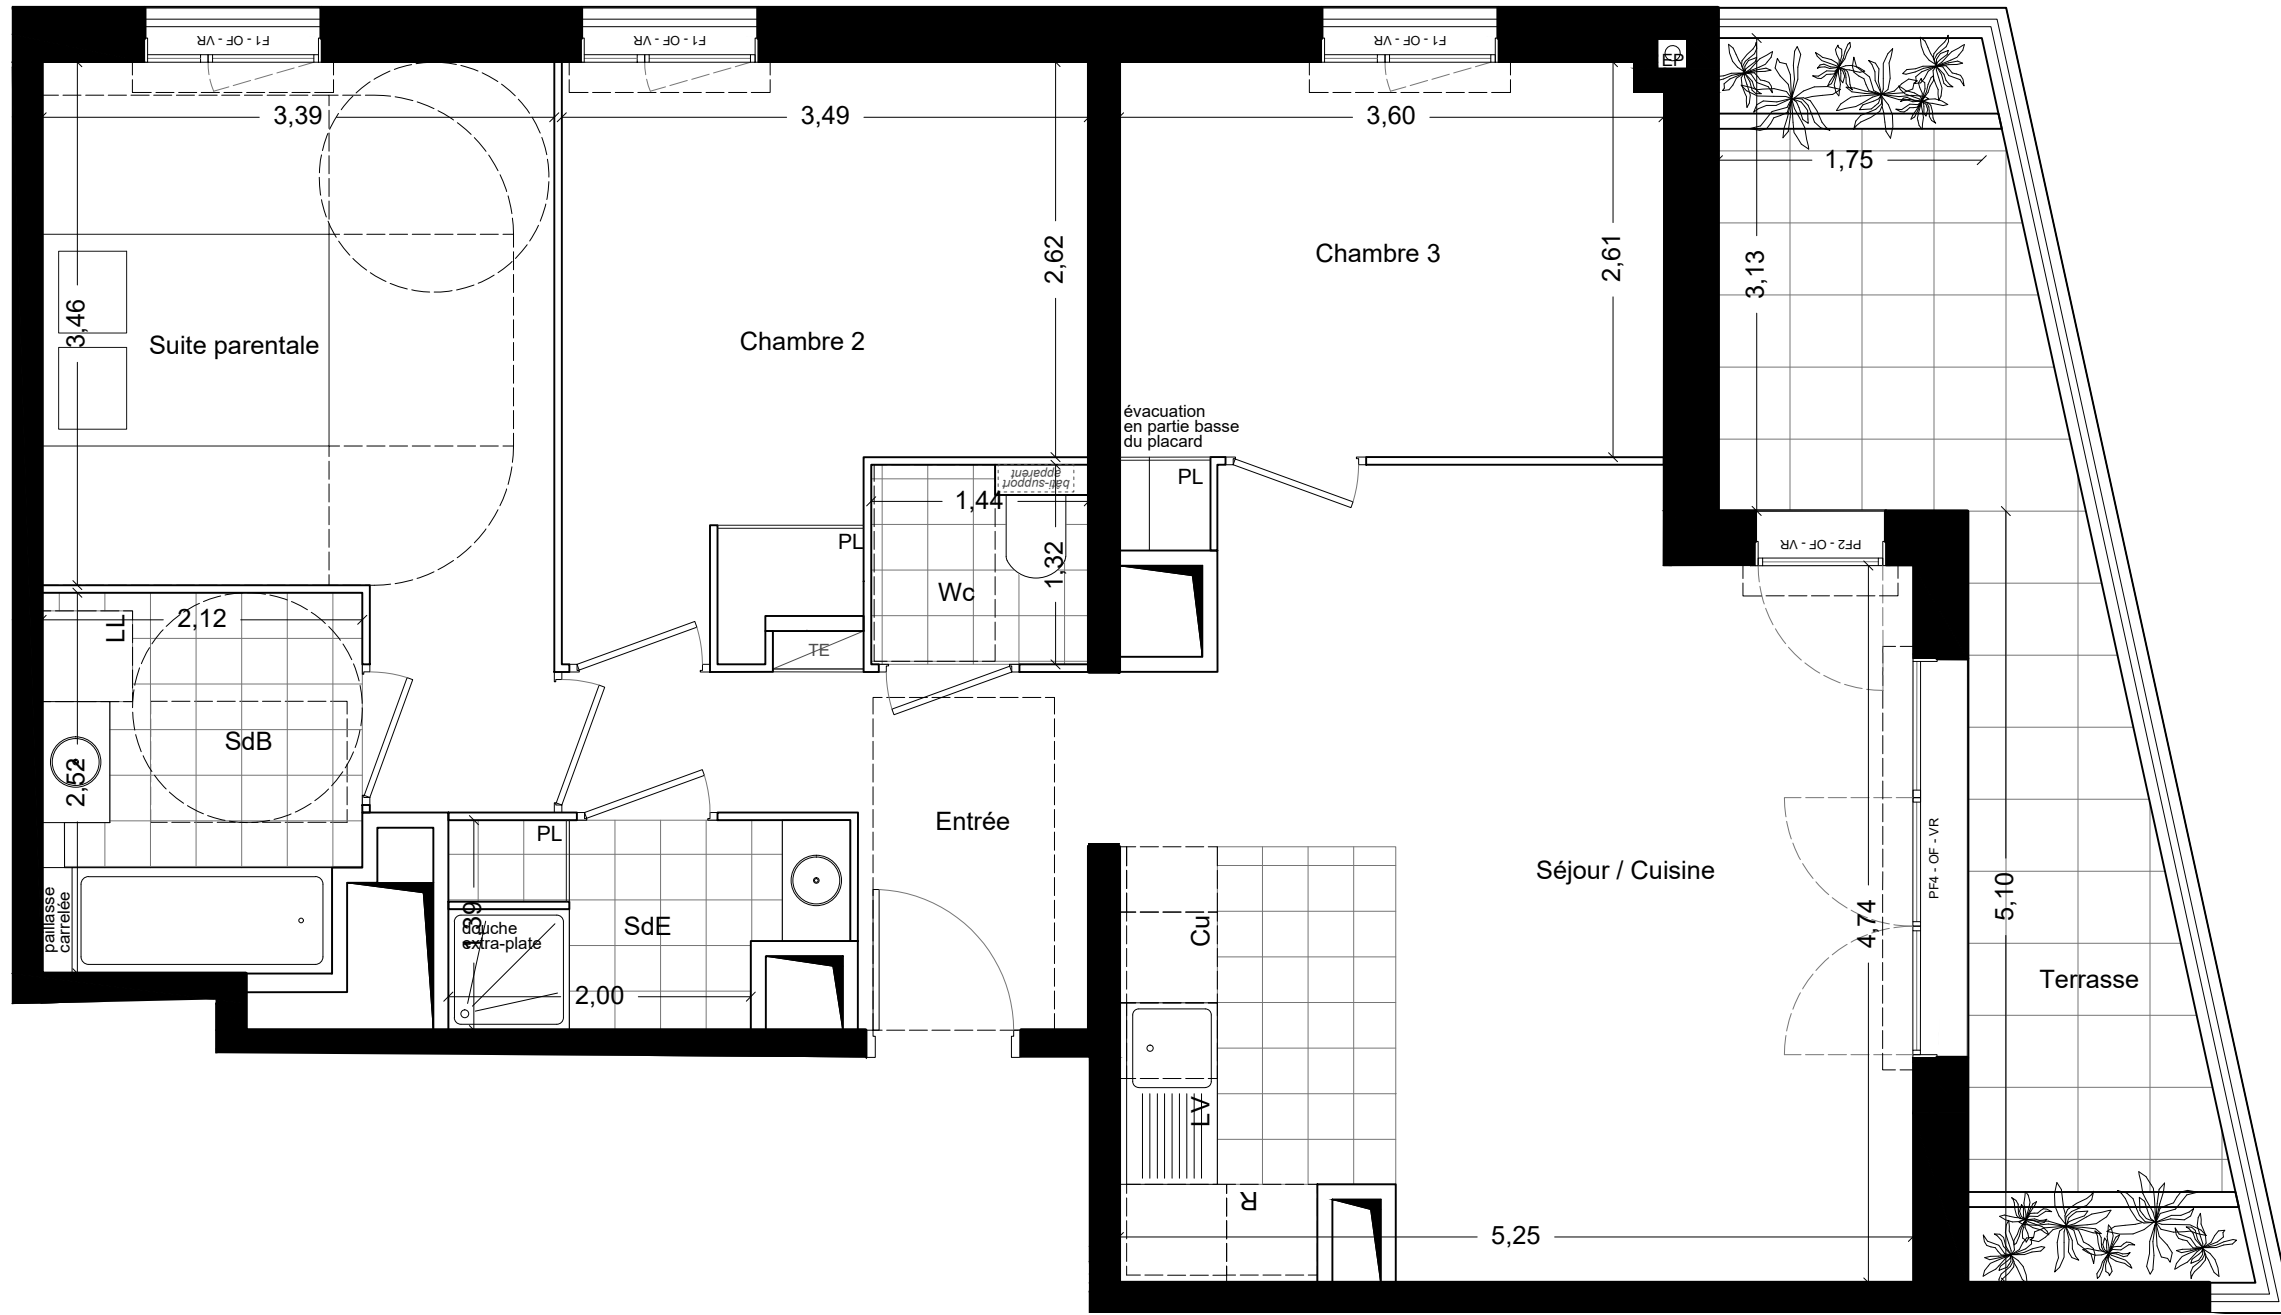 F1 - OF - VR
F1 - OF - VR
F1 - OF - VR
EP
3,39
3,49
3,60
1,75
2,62
Chambre 3
2,61
3,13
3,46
Suite parentale
Chambre 2
évacuation
en partie basse
du placard
PL
bâti-support
apparent
1,44
PL
1,32
Wc
PF2 - OF - VR
LL
2,12
TE
SdB
2,52
PL
Entrée
Séjour / Cuisine
PF4 - OF - VR
5,10
4,74
paillasse
carrelée
1,39
douche
extra-plate
SdE
Cu
2,00
Terrasse
LV
R
5,25